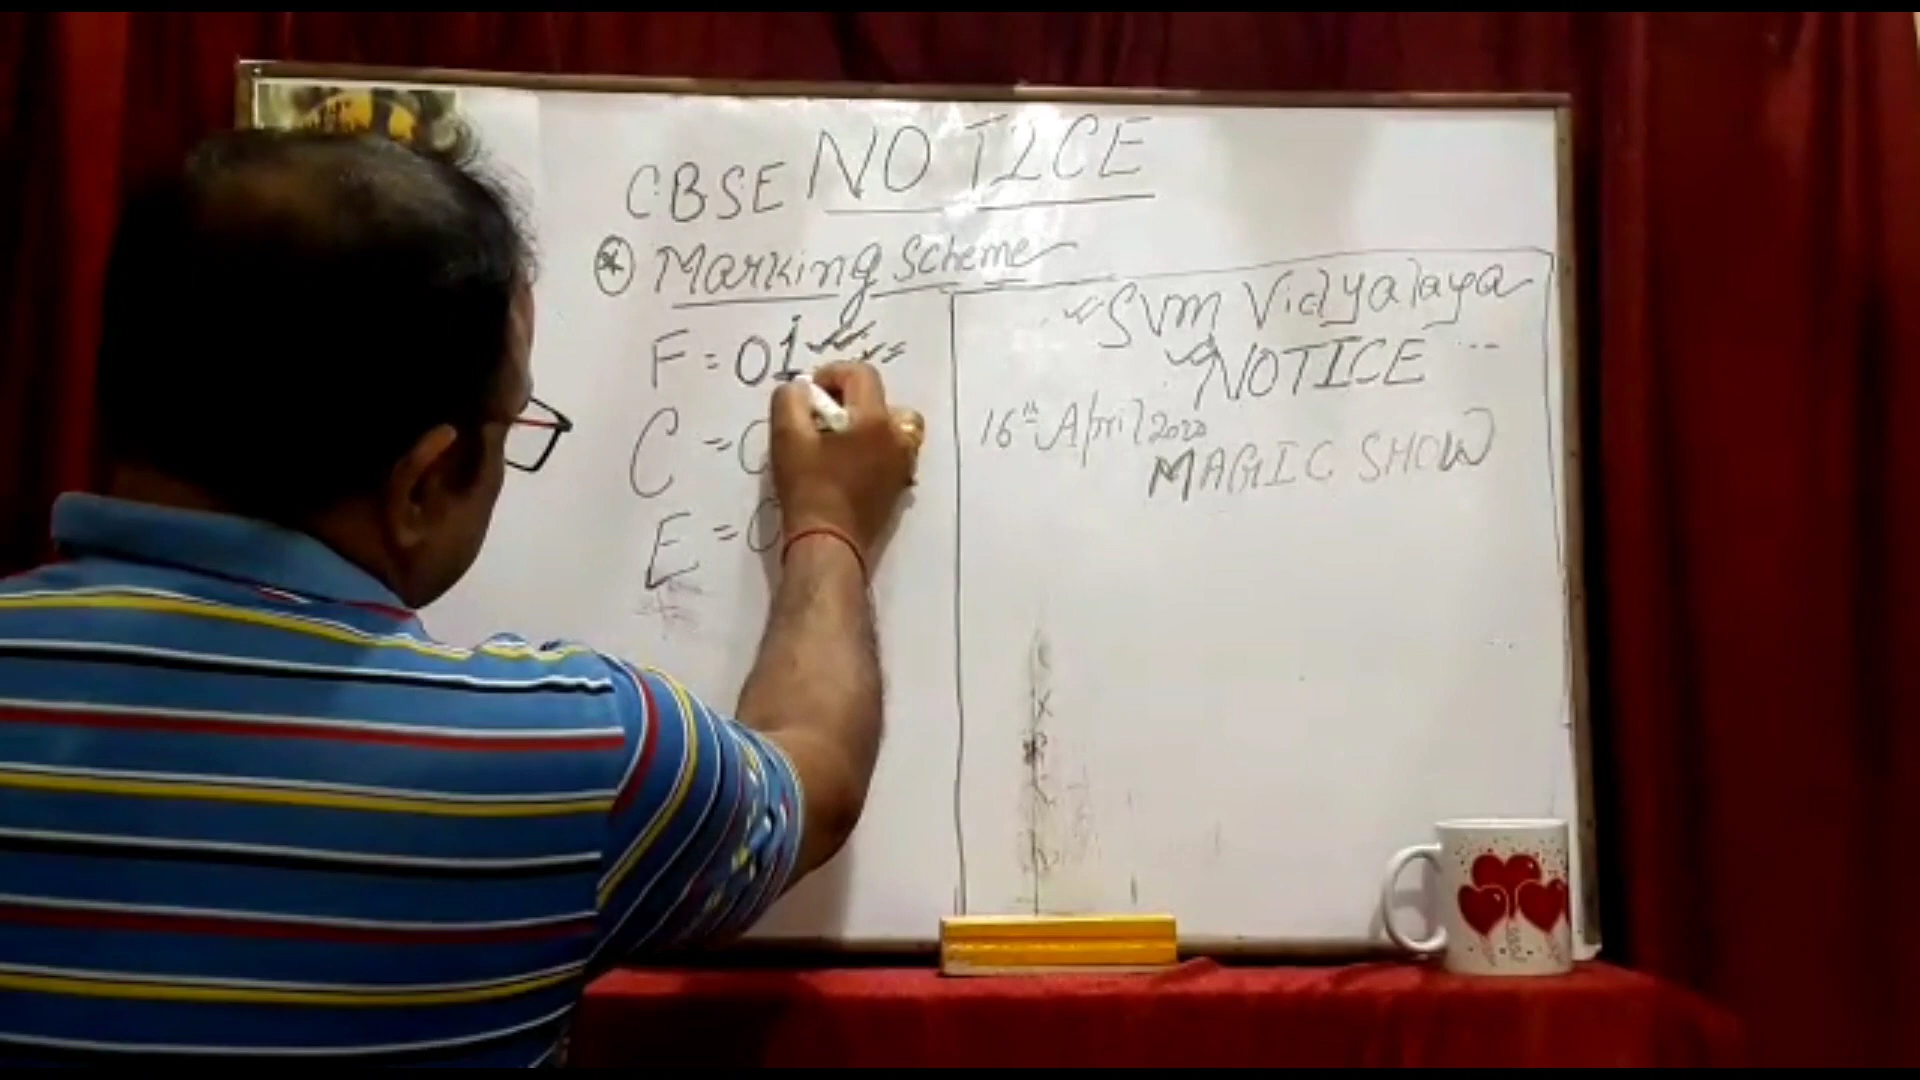 CBSE NOTICE
* Marking Scheme
F = 01
C = 0
E = 0
SVM Vidyalaya
NOTICE
16th April 2020
MAGIC SHOW